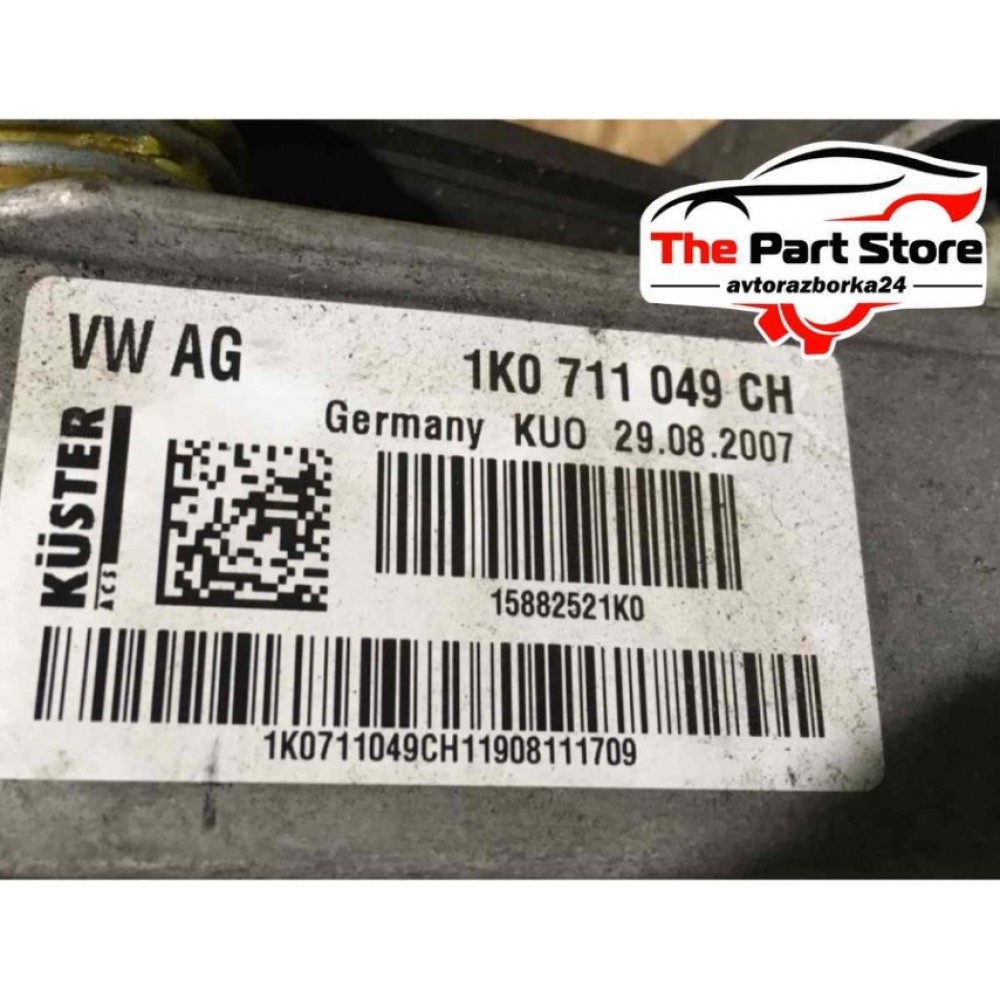 The Part Store
avtorazborka24
VW AG
1K0 711 049 CH
Germany KUO 29.08.2007
KÜSTER
ACS
15882521K0
1K0711049CH11908111709